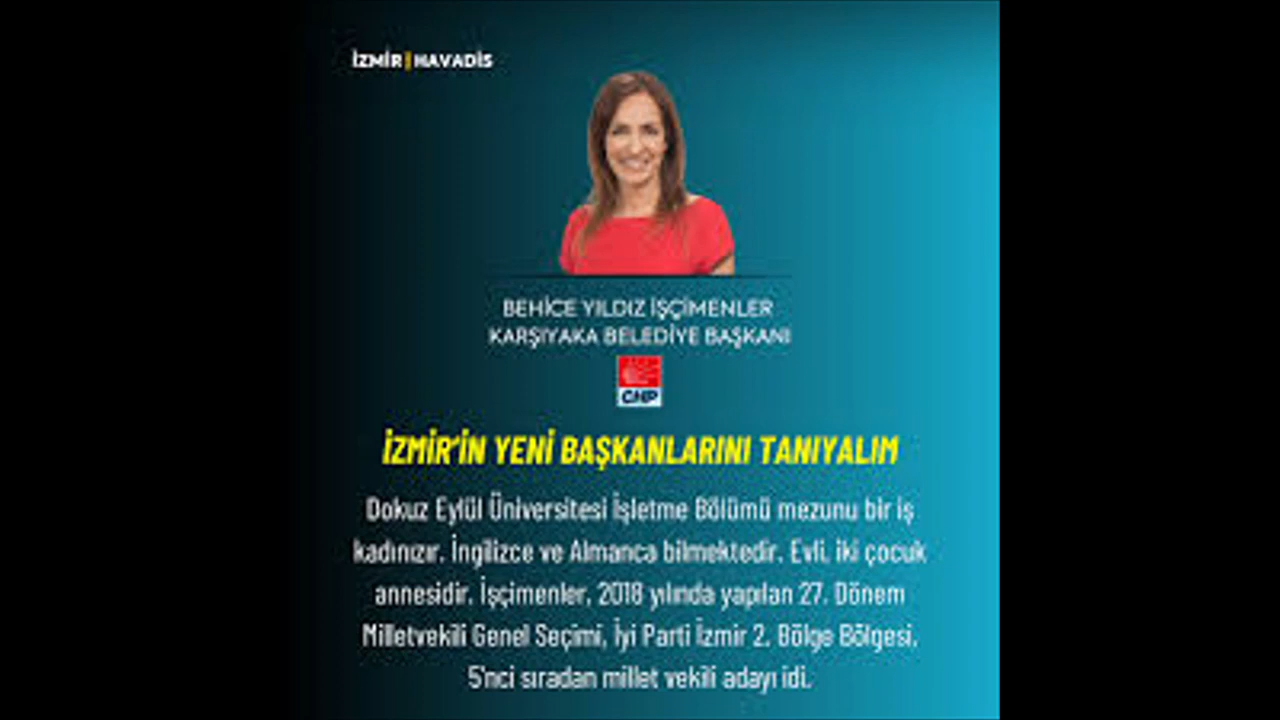 İZMİR|HAVADİS
BEHİCE YILDIZ İŞÇİMENLER
KARŞIYAKA BELEDİYE BAŞKANI
CHP
İZMİR'İN YENİ BAŞKANLARINI TANIYALIM
Dokuz Eylül Üniversitesi İşletme Bölümü mezunu bir iş
kadınızır. İngilizce ve Almanca bilmektedir. Evli, iki çocuk
annesidir. İşçimenler, 2018 yılında yapılan 27. Dönem
Milletvekili Genel Seçimi, İyi Parti İzmir 2. Bölge Bölgesi,
5'nci sıradan millet vekili adayı idi.